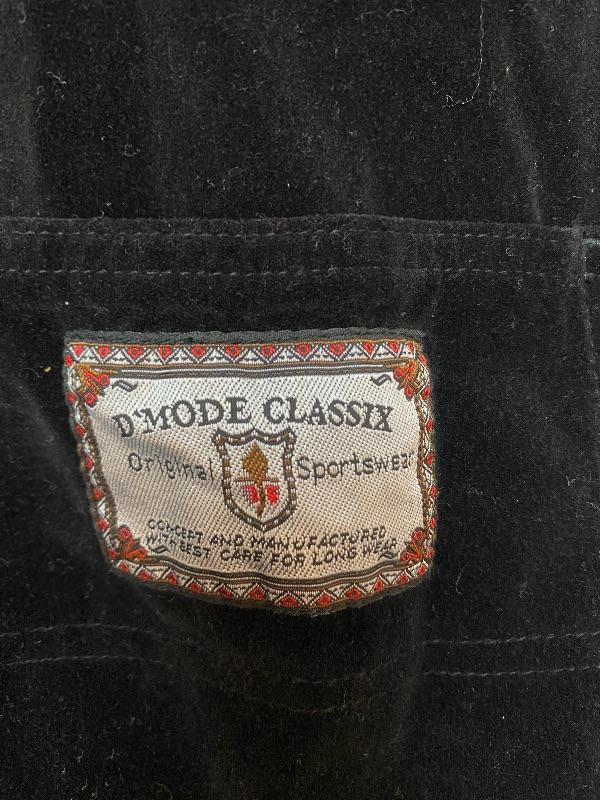 D'MODE CLASSIX
Original Sportswear
CONCEPT AND MANUFACTURED
WITH BEST CARE FOR LONG WEAR